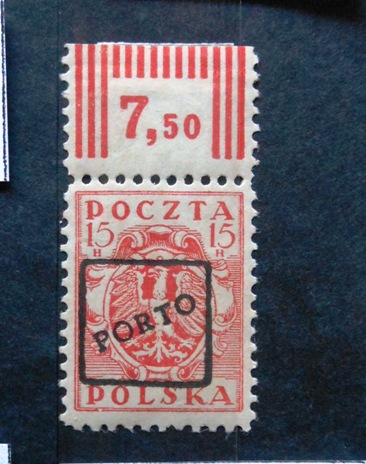 7,50
POCZTA
15 15
H H
PORTO
POLSKA